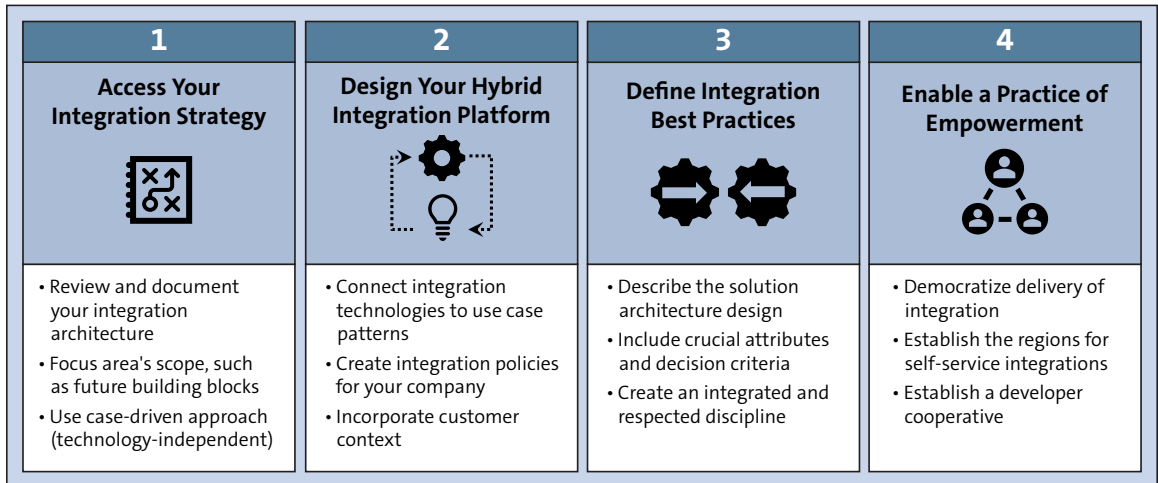 1
Access Your
Integration Strategy
• Review and document
your integration
architecture
• Focus area's scope, such
as future building blocks
• Use case-driven approach
(technology-independent)
2
Design Your Hybrid
Integration Platform
• Connect integration
technologies to use case
patterns
• Create integration policies
for your company
• Incorporate customer
context
3
Define Integration
Best Practices
• Describe the solution
architecture design
• Include crucial attributes
and decision criteria
• Create an integrated and
respected discipline
4
Enable a Practice of
Empowerment
• Democratize delivery of
integration
• Establish the regions for
self-service integrations
• Establish a developer
cooperative